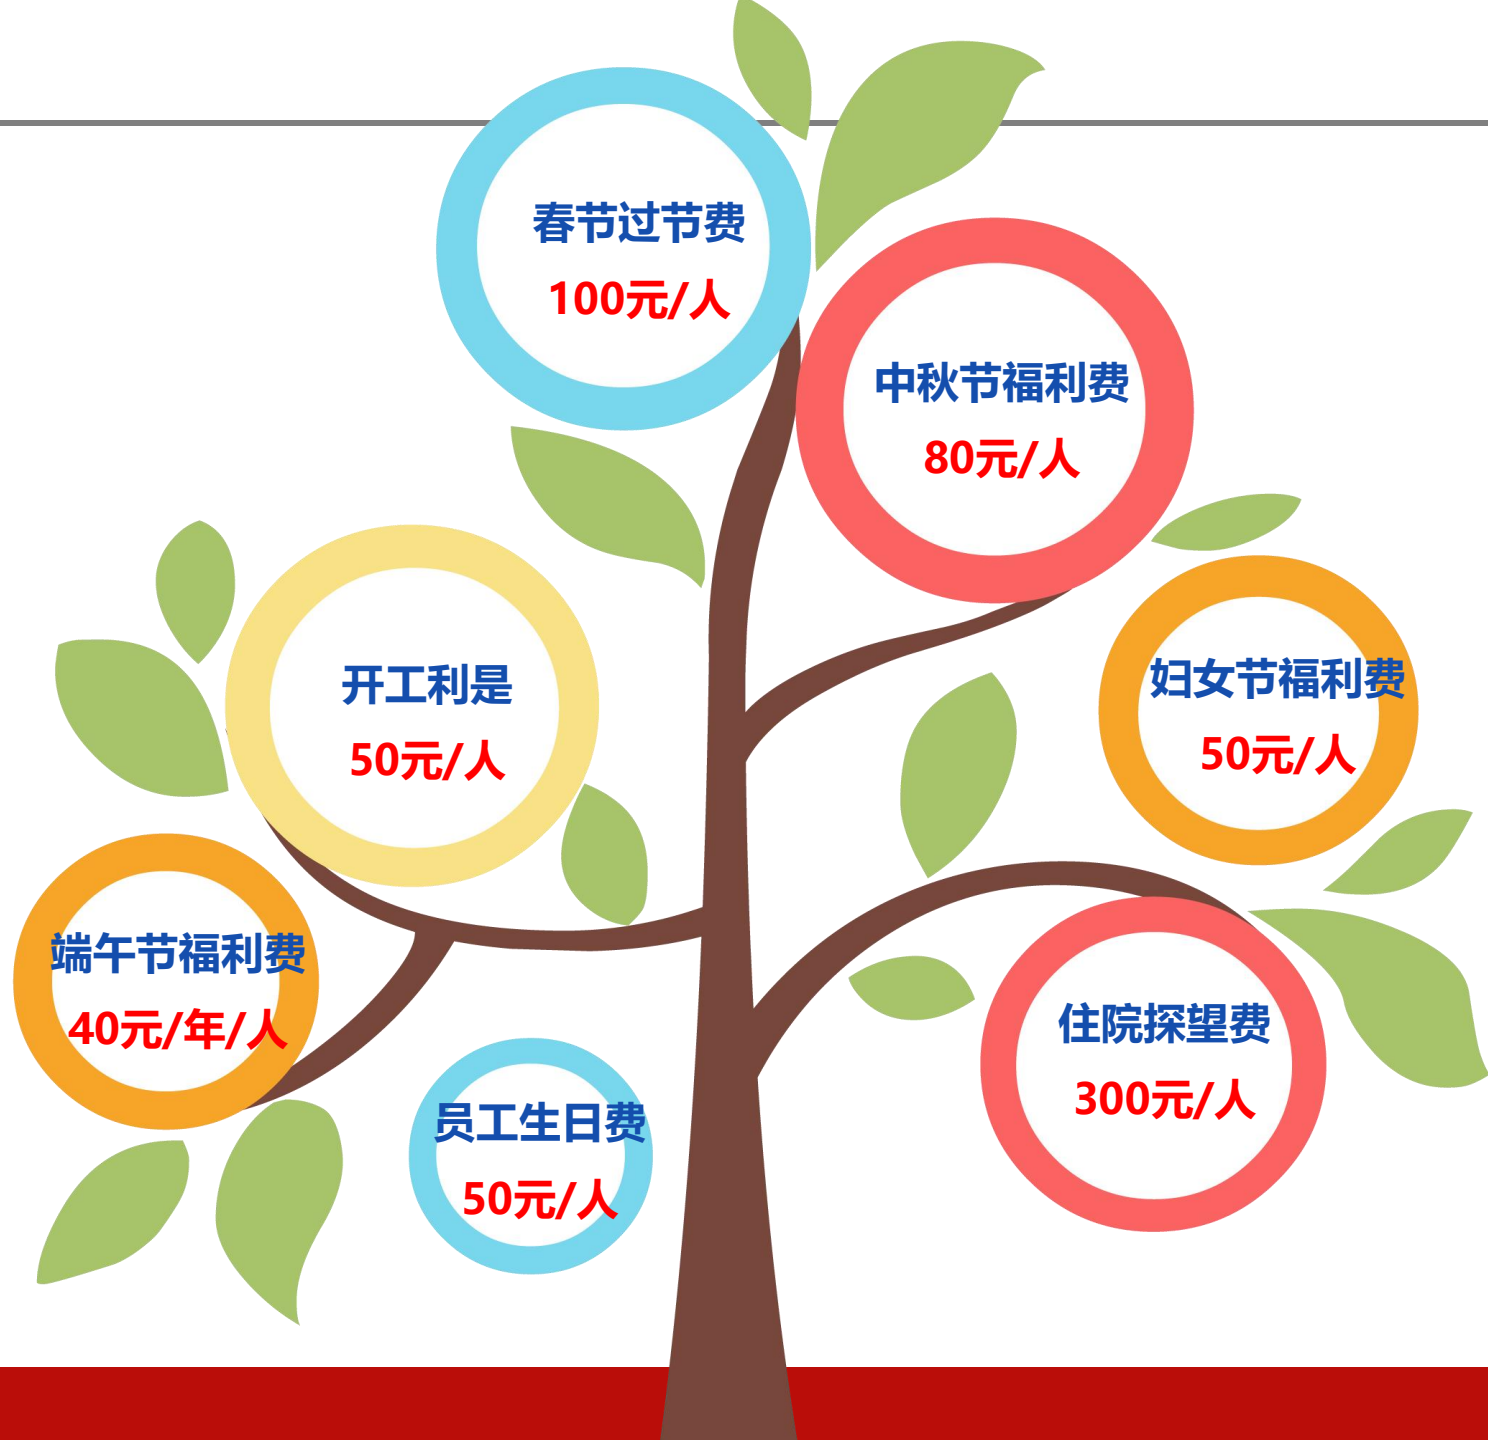 春节过节费
100元/人
中秋节福利费
80元/人
开工利是
50元/人
妇女节福利费
50元/人
端午节福利费
40元/年/人
住院探望费
300元/人
员工生日费
50元/人